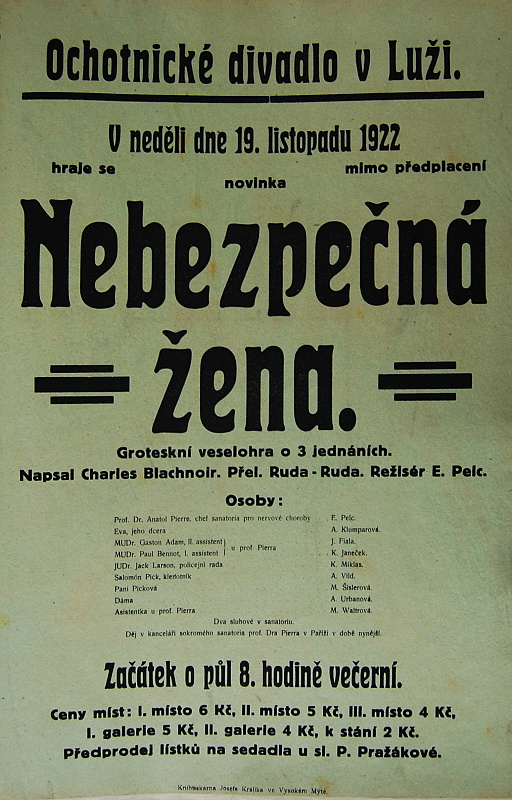 Ochotnické divadlo v Luži.
V neděli dne 19. listopadu 1922
hraje se mimo předplacení
novinka
Nebezpečná
žena.
Groteskní veselohra o 3 jednáních.
Napsal Charles Blachnoir. Přel. Ruda-Ruda. Režisér E. Pelc.
Osoby:
Prof. Dr. Anatol Pierre, chef sanatoria pro nervové choroby . E. Pelc.
Eva, jeho dcera A. Klumparová.
MUDr. Gaston Adam, II. assistent J. Fiala.
u prof. Pierra
MUDr. Paul Bennot, I. assistent . . K. Janeček.
JUDr. Jack Larson, policejní rada K. Miklas.
Salomon Pick, klenotník A. Vild.
Paní Picková M. Šislerová.
Dáma A. Urbanová.
Asistentka u prof. Pierra M. Waltrová.
Dva sluhové v sanatoriu.
Děj v kanceláři soukromého sanatoria prof. Dra Pierra v Paříži v době nynější.
Začátek o půl 8. hodině večerní.
Ceny míst: I. místo 6 Kč, II. místo 5 Kč, III. místo 4 Kč,
I. galerie 5 Kč, II. galerie 4 Kč, k stání 2 Kč.
Předprodej lístků na sedadla u sl. P. Pražákové.
Knihtiskárna Josefa Králíka ve Vysokém Mýtě.